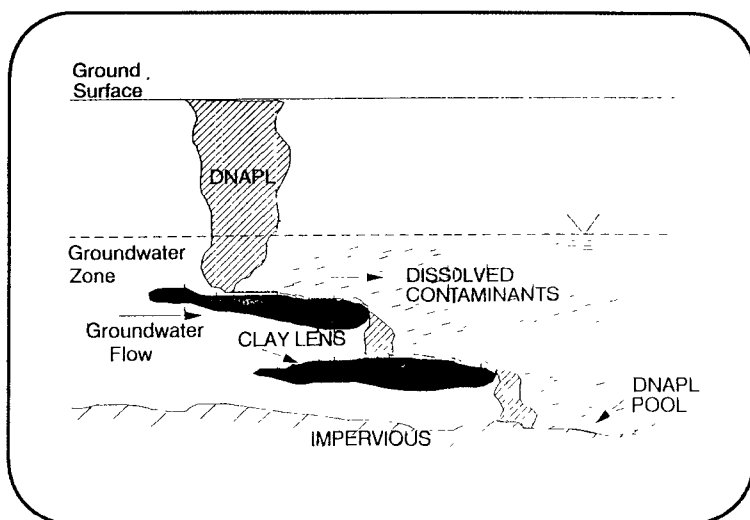 Ground
Surface
DNAPL
Groundwater
Zone
DISSOLVED
CONTAMINANTS
Groundwater
Flow
CLAY LENS
DNAPL
POOL
IMPERVIOUS